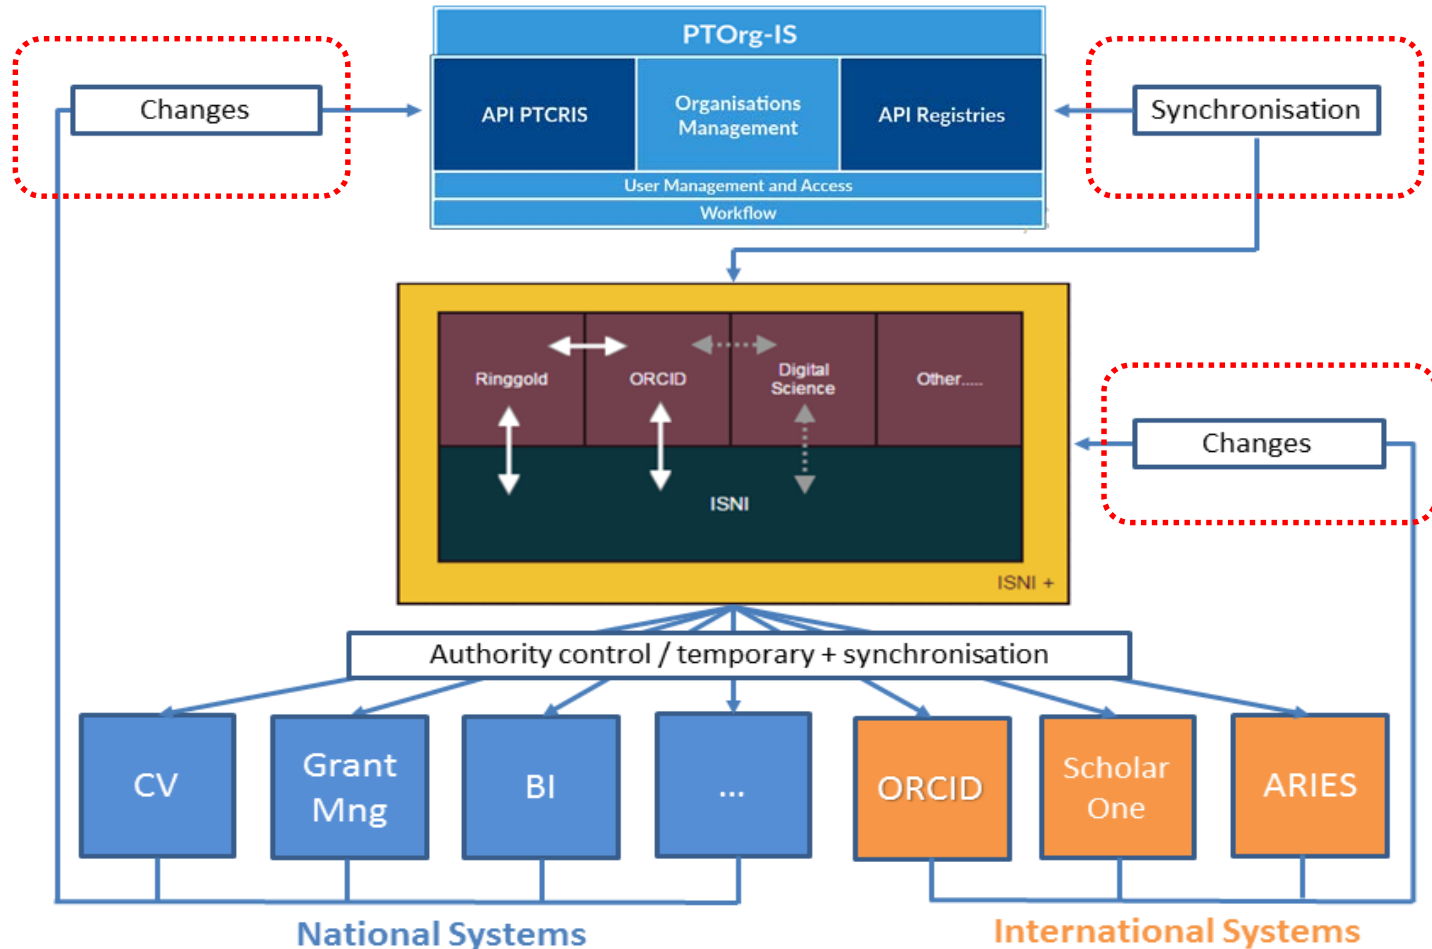 PTOrg-IS
Changes
API PTCRIS
Organisations
Management
API Registries
Synchronisation
User Management and Access
Workflow
Ringgold
ORCID
Digital
Science
Other.....
ISNI
Changes
ISNI +
Authority control / temporary + synchronisation
CV
Grant
Mng
BI
...
ORCID
Scholar
One
ARIES
National Systems
International Systems